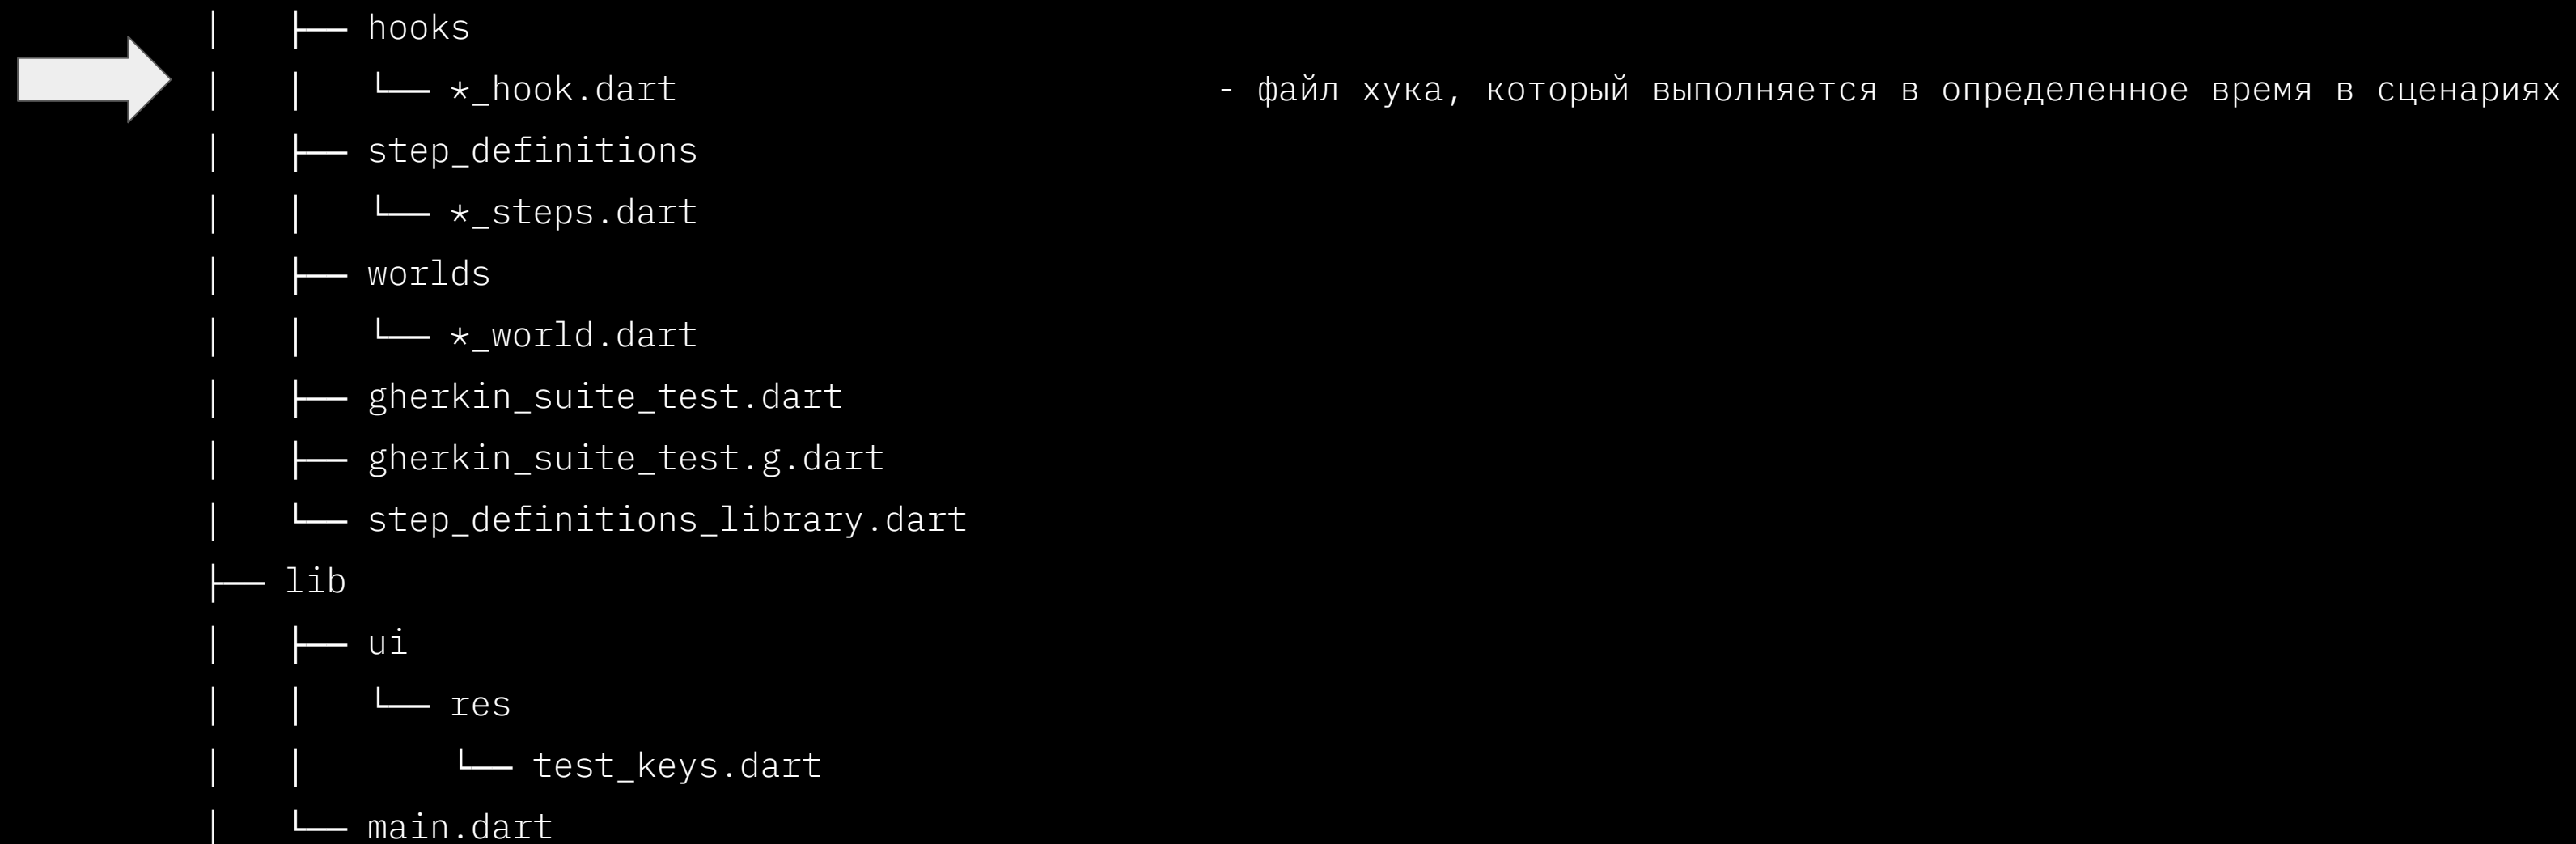 │   ├── hooks
│   │   └── *_hook.dart                          - файл хука, который выполняется в определенное время в сценариях
│   ├── step_definitions
│   │   └── *_steps.dart
│   ├── worlds
│   │   └── *_world.dart
│   ├── gherkin_suite_test.dart
│   ├── gherkin_suite_test.g.dart
│   └── step_definitions_library.dart
├── lib
│   ├── ui
│   │   └── res
│   │       └── test_keys.dart
│   └── main.dart